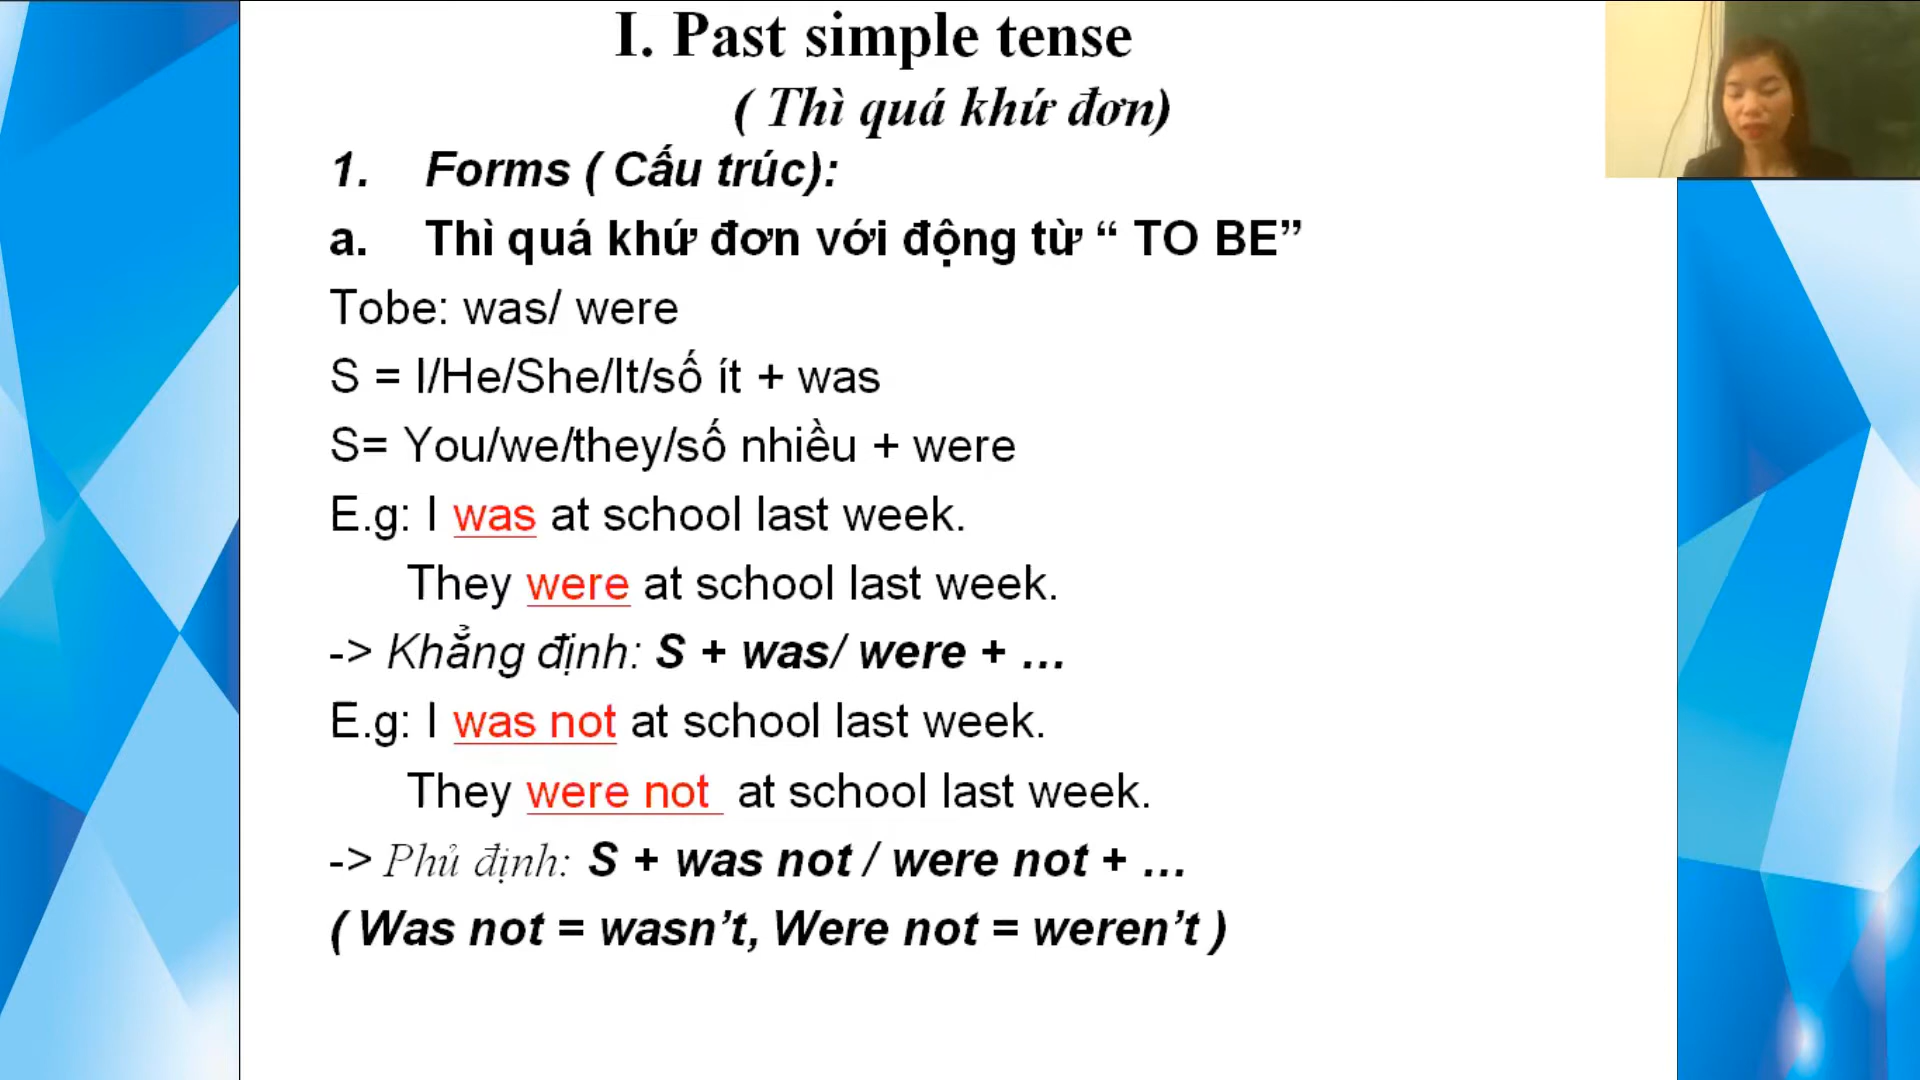 I. Past simple tense
( Thì quá khứ đơn)
1. Forms ( Cấu trúc):
a. Thì quá khứ đơn với động từ “ TO BE”
Tobe: was/ were
S = I/He/She/It/số ít + was
S= You/we/they/số nhiều + were
E.g: I was at school last week.
They were at school last week.
-> Khẳng định: S + was/ were + ...
E.g: I was not at school last week.
They were not at school last week.
-> Phủ định: S + was not / were not + ...
( Was not = wasn’t, Were not = weren’t )